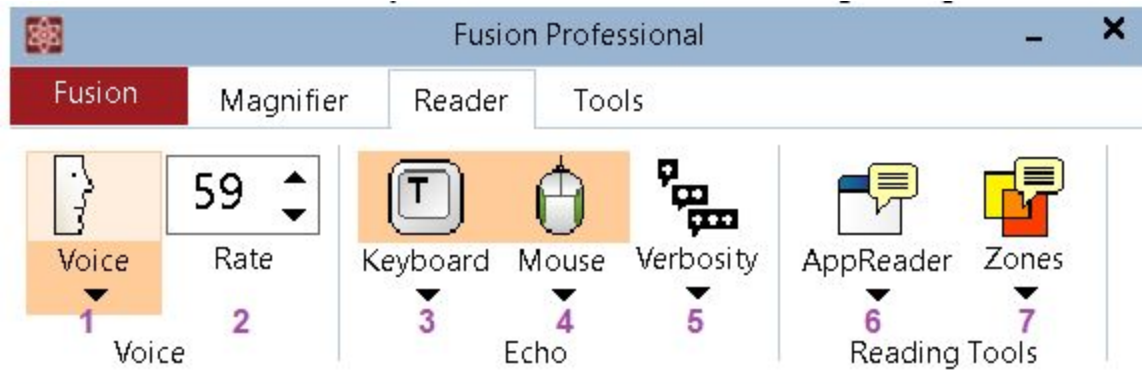 Fusion Professional
Fusion Magnifier Reader Tools
59
T
Voice Rate Keyboard Mouse Verbosity AppReader Zones
1 2 3 4 5 6 7
Voice Echo Reading Tools